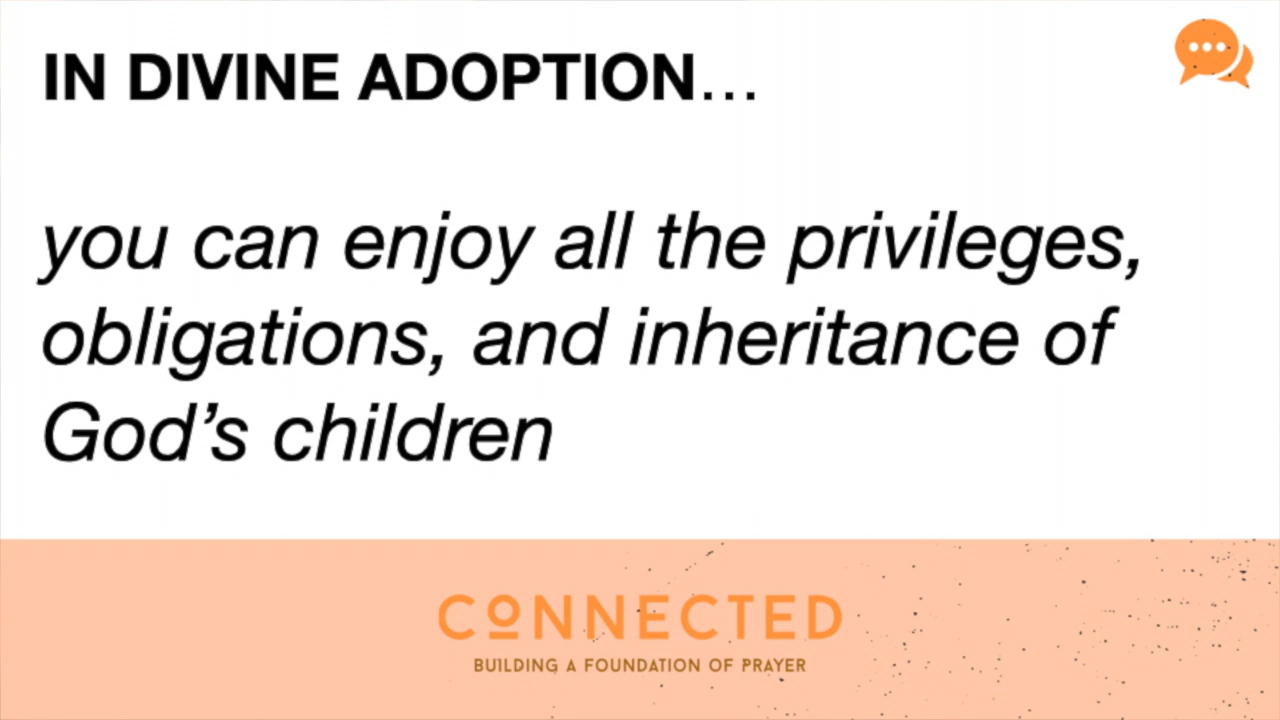 IN DIVINE ADOPTION…
you can enjoy all the privileges,
obligations, and inheritance of
God’s children
CONNECTED
BUILDING A FOUNDATION OF PRAYER